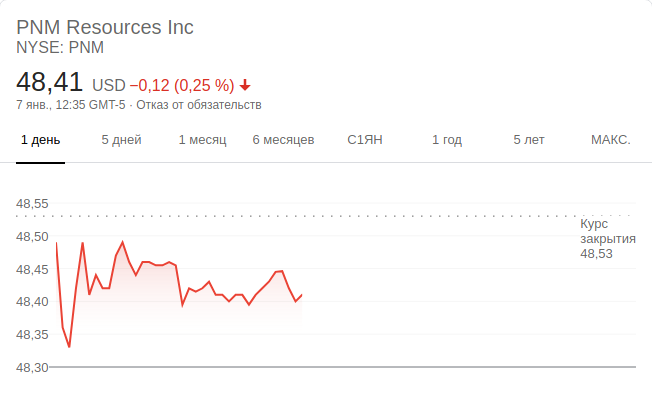 PNM Resources Inc
NYSE: PNM
48,41 USD −0,12 (0,25 %)
7 янв., 12:35 GMT-5 · Отказ от обязательств
1 день 5 дней 1 месяц 6 месяцев С1ЯН 1 год 5 лет МАКС.
48,55
Курс
48,50
закрытия
48,53
48,45
48,40
48,35
48,30